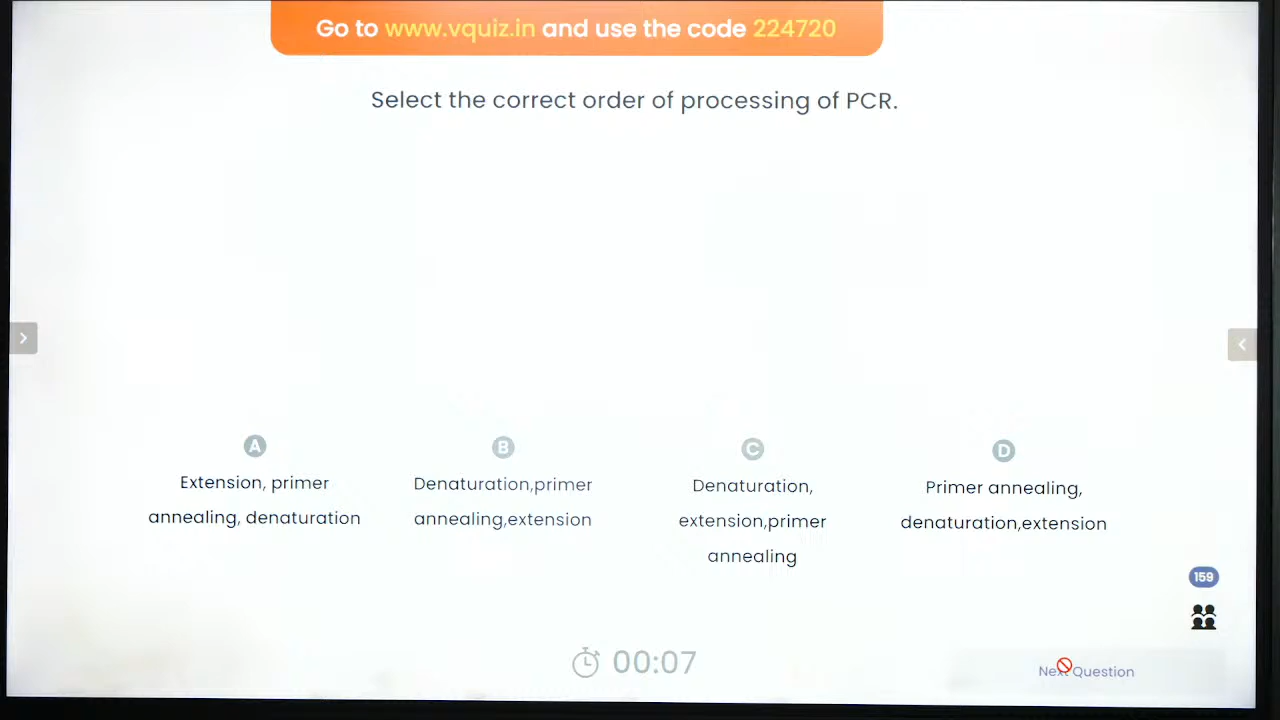 Go to www.vquiz.in and use the code 224720
Select the correct order of processing of PCR.
A
Extension, primer
annealing, denaturation
B
Denaturation,primer
annealing,extension
C
Denaturation,
extension,primer
annealing
D
Primer annealing,
denaturation,extension
159
00:07
Next Question